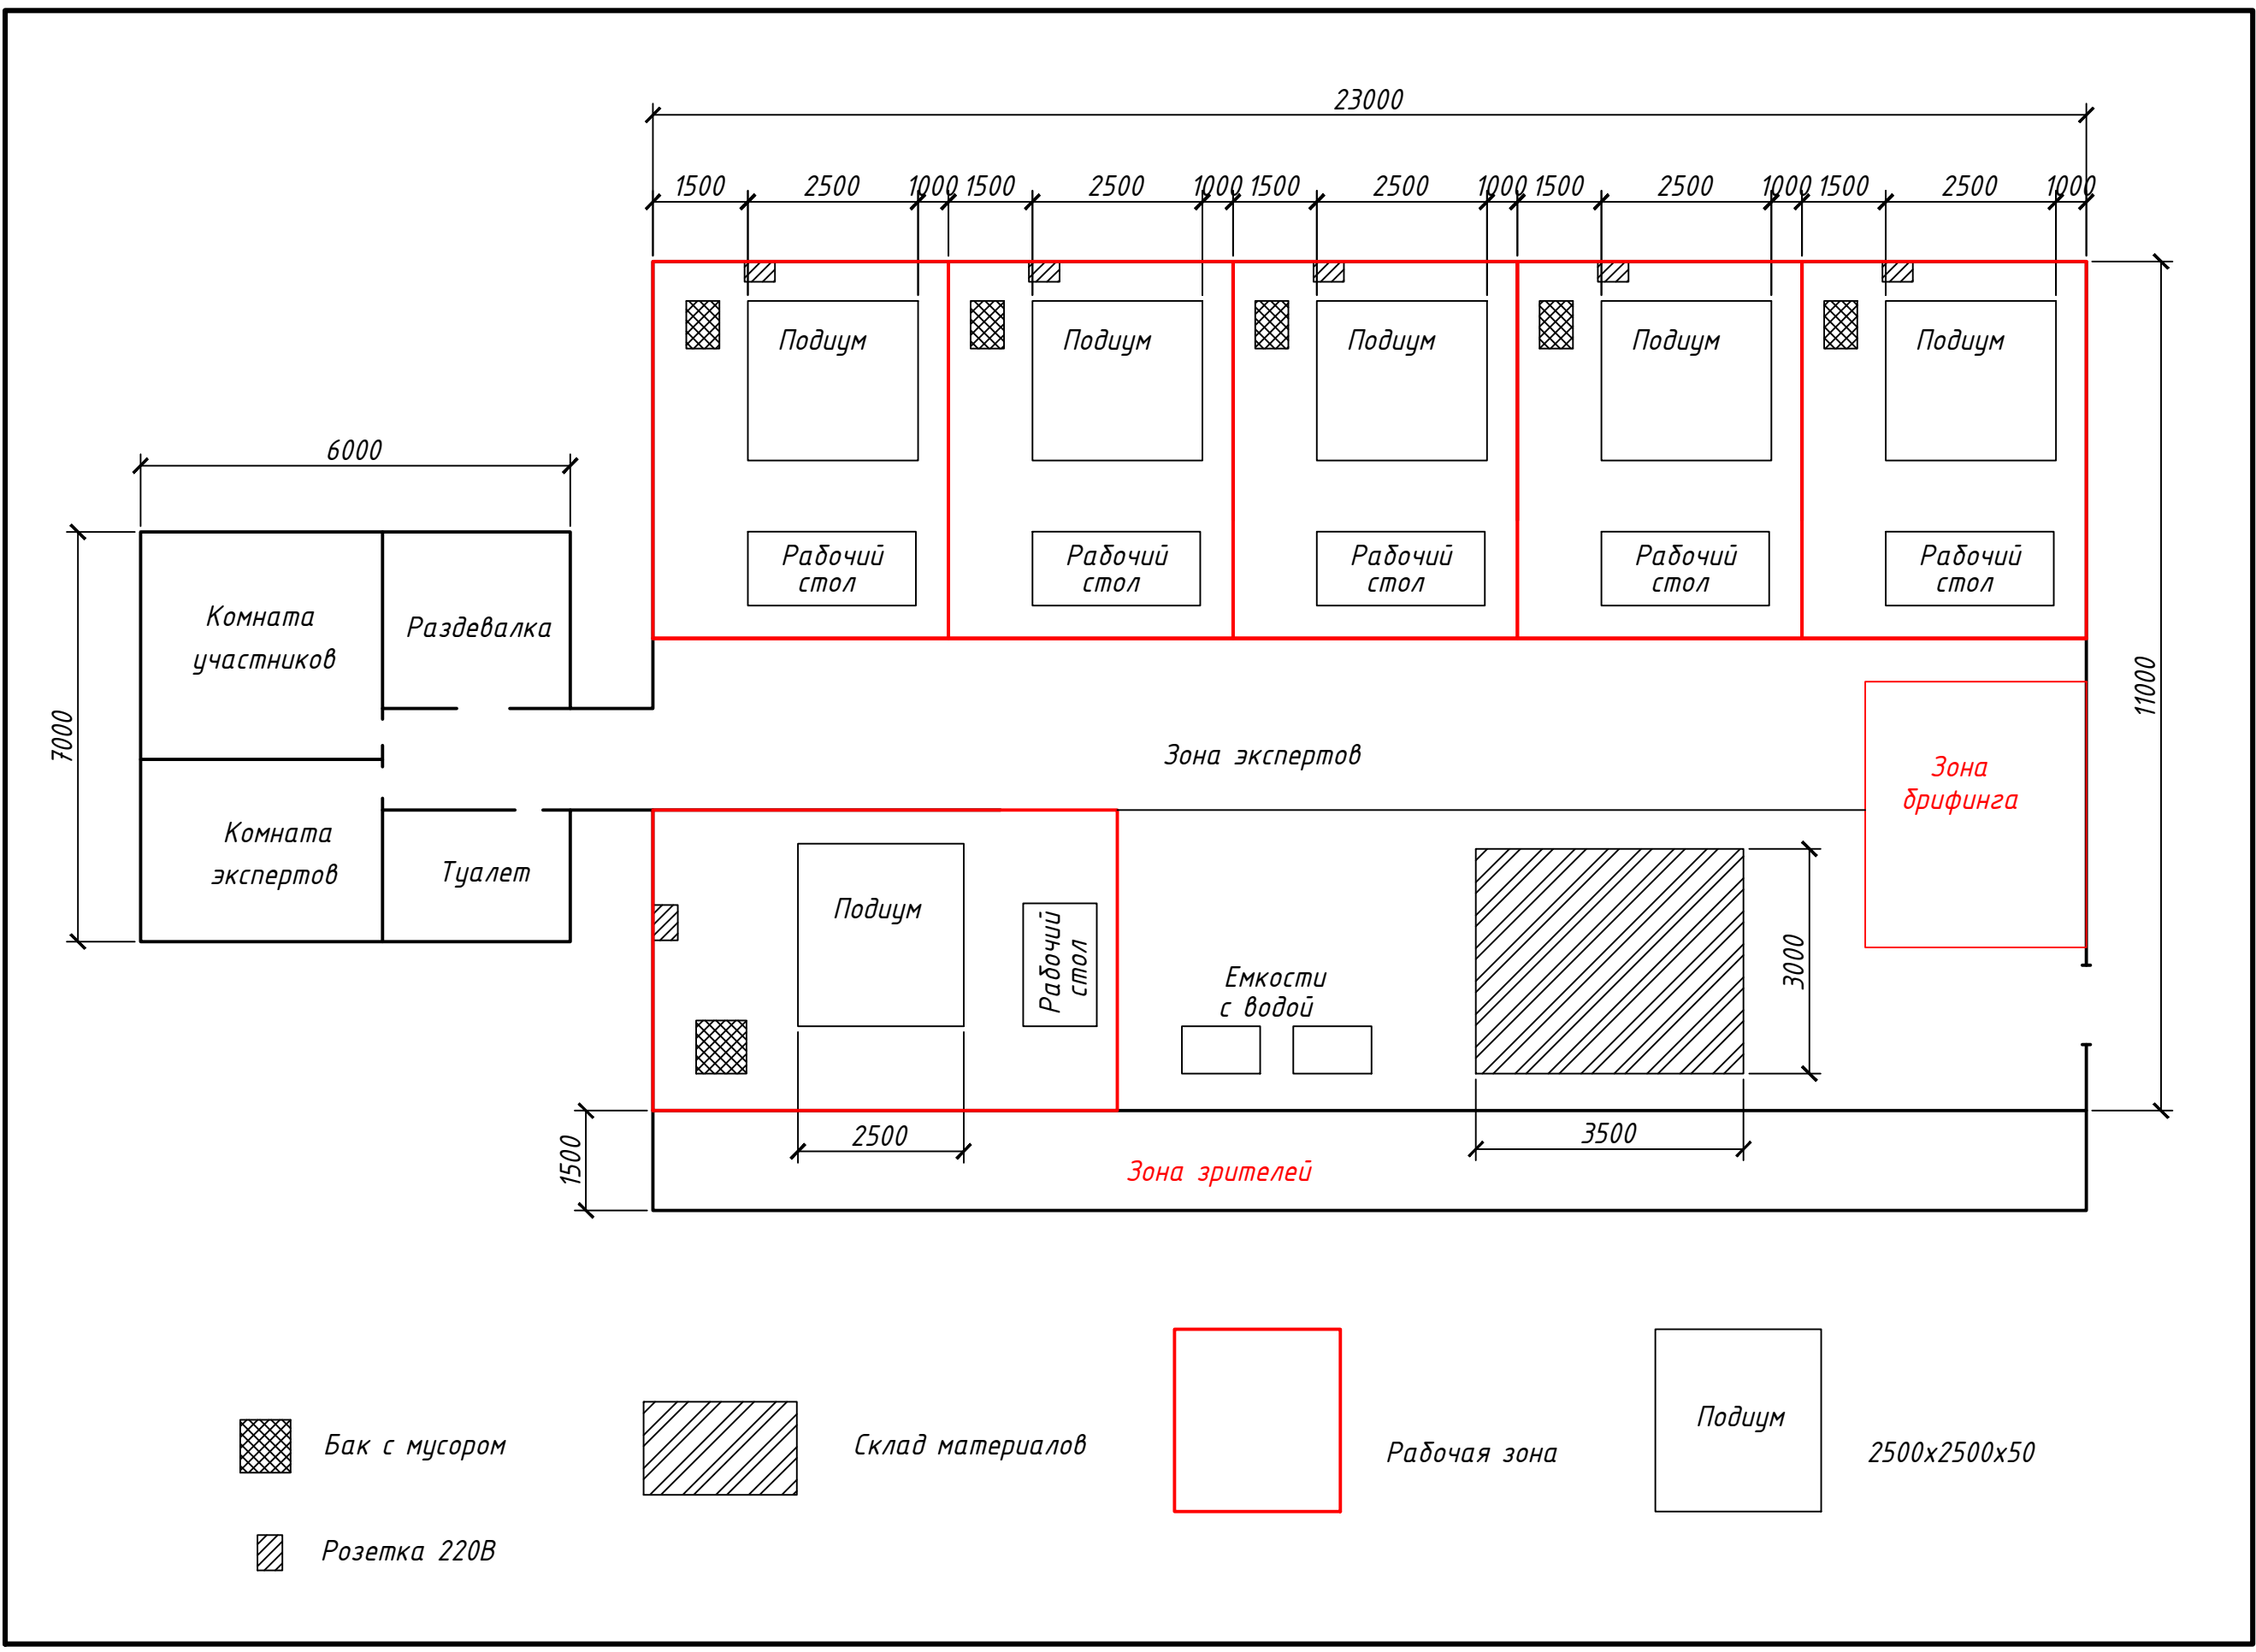 23000
1500 2500 1000 1500 2500 1000 1500 2500 1000 1500 2500 1000 1500 2500 1000
Подиум Подиум Подиум Подиум Подиум
6000
Рабочий Рабочий Рабочий Рабочий Рабочий
стол стол стол стол стол
Комната
участников
Раздевалка
7000
11000
Зона экспертов
Зона
брифинга
Комната
экспертов
Туалет
Подиум
Рабочий
стол
Емкости
с водой
3000
1500
2500
3500
Зона зрителей
Подиум
Бак с мусором
Склад материалов
Рабочая зона
2500х2500х50
Розетка 220В